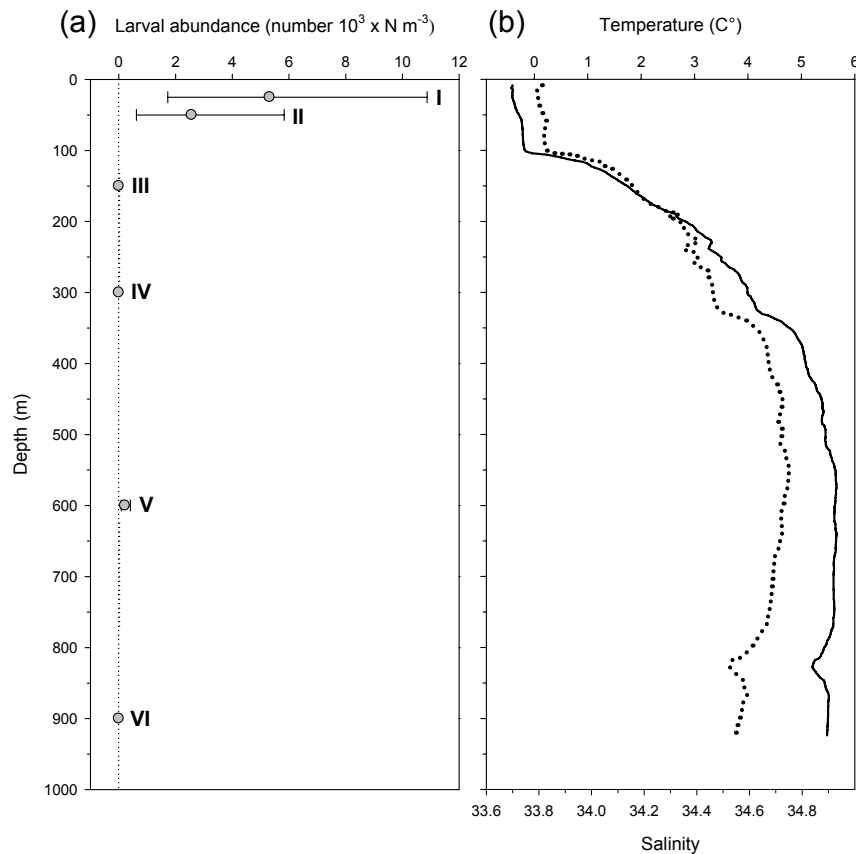 (a) Larval abundance (number 10³ x N m⁻³)
0 2 4 6 8 10 12
0
100
200
300
400
500
600
700
800
900
1000
Depth (m)
I
II
III
IV
V
VI
(b) Temperature (C°)
0 1 2 3 4 5 6
33.6 33.8 34.0 34.2 34.4 34.6 34.8
Salinity